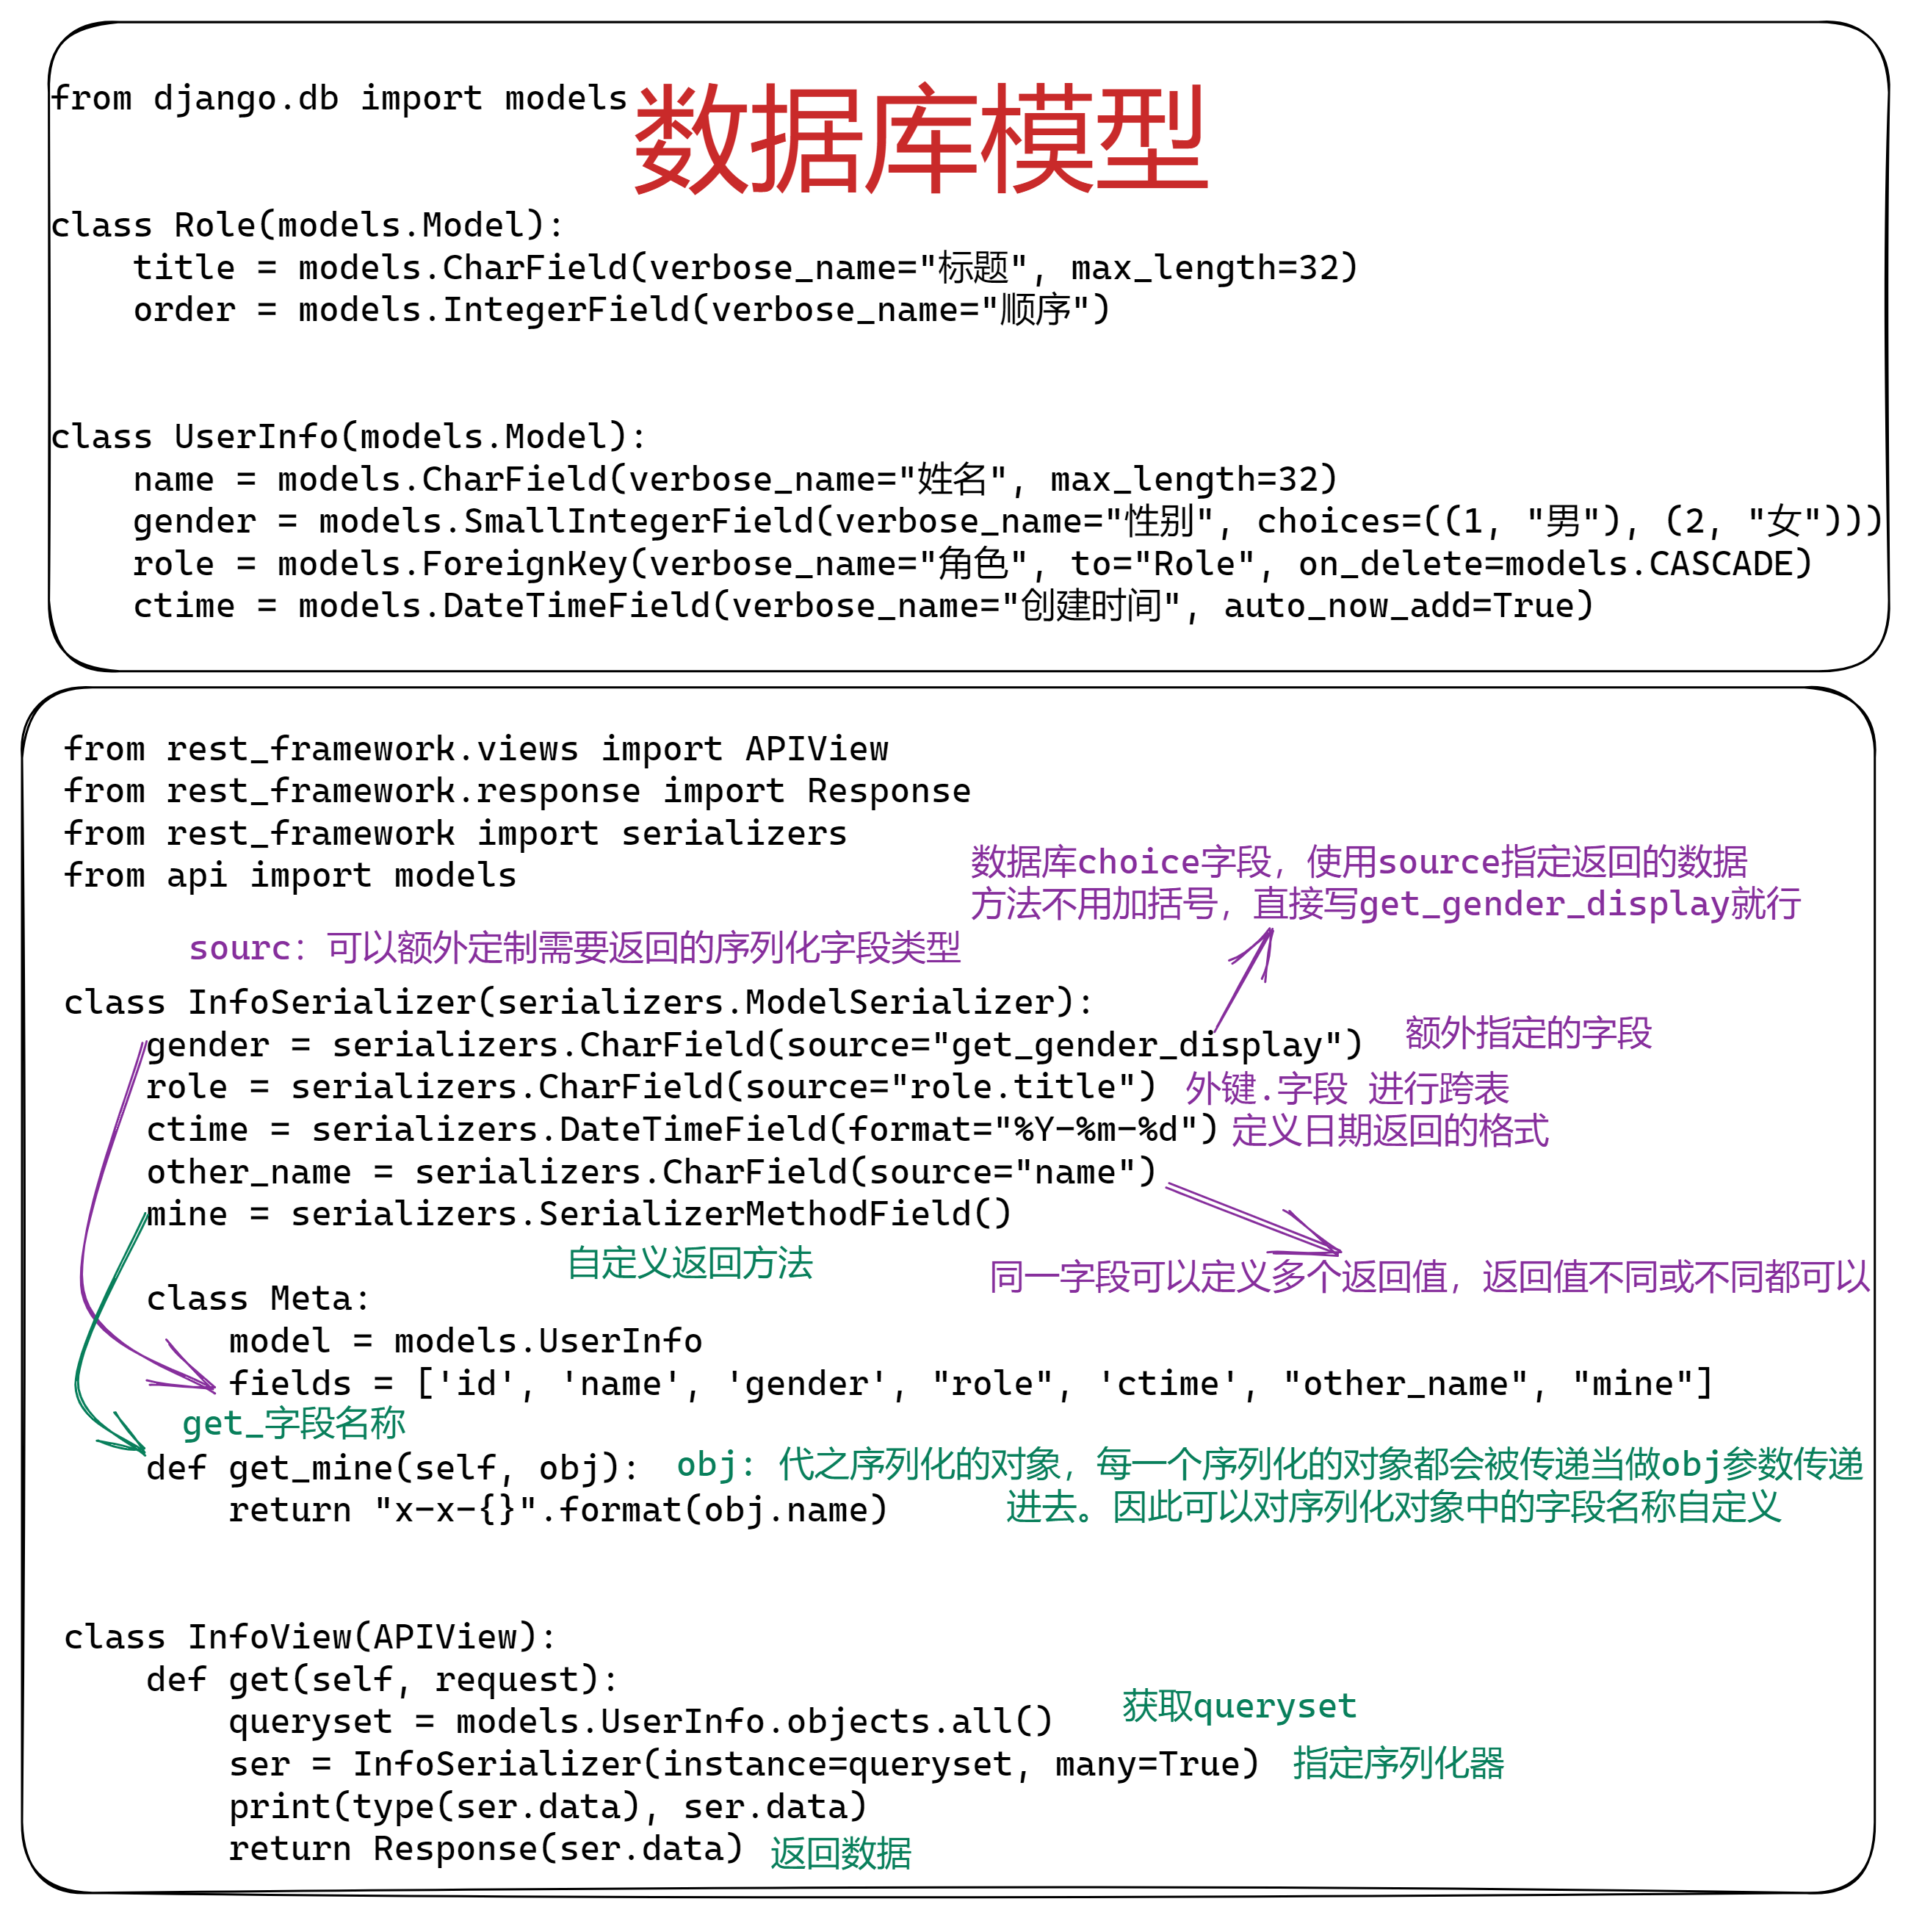 from django.db import models
数据库模型
class Role(models.Model):
    title = models.CharField(verbose_name="标题", max_length=32)
    order = models.IntegerField(verbose_name="顺序")
class UserInfo(models.Model):
    name = models.CharField(verbose_name="姓名", max_length=32)
    gender = models.SmallIntegerField(verbose_name="性别", choices=((1, "男"), (2, "女")))
    role = models.ForeignKey(verbose_name="角色", to="Role", on_delete=models.CASCADE)
    ctime = models.DateTimeField(verbose_name="创建时间", auto_now_add=True)
from rest_framework.views import APIView
from rest_framework.response import Response
from rest_framework import serializers
from api import models
数据库choice字段，使用source指定返回的数据
方法不用加括号，直接写get_gender_display就行
sourc：可以额外定制需要返回的序列化字段类型
class InfoSerializer(serializers.ModelSerializer):
    gender = serializers.CharField(source="get_gender_display") 额外指定的字段
    role = serializers.CharField(source="role.title") 外键.字段 进行跨表
    ctime = serializers.DateTimeField(format="%Y-%m-%d") 定义日期返回的格式
    other_name = serializers.CharField(source="name")
    mine = serializers.SerializerMethodField()
自定义返回方法
同一字段可以定义多个返回值，返回值不同或不同都可以
    class Meta:
        model = models.UserInfo
        fields = ['id', 'name', 'gender', "role", 'ctime', "other_name", "mine"]
get_字段名称
    def get_mine(self, obj): obj: 代之序列化的对象，每一个序列化的对象都会被传递当做obj参数传递
        return "x-x-{}".format(obj.name) 进去。因此可以对序列化对象中的字段名称自定义
class InfoView(APIView):
    def get(self, request):
        queryset = models.UserInfo.objects.all() 获取queryset
        ser = InfoSerializer(instance=queryset, many=True) 指定序列化器
        print(type(ser.data), ser.data)
        return Response(ser.data) 返回数据